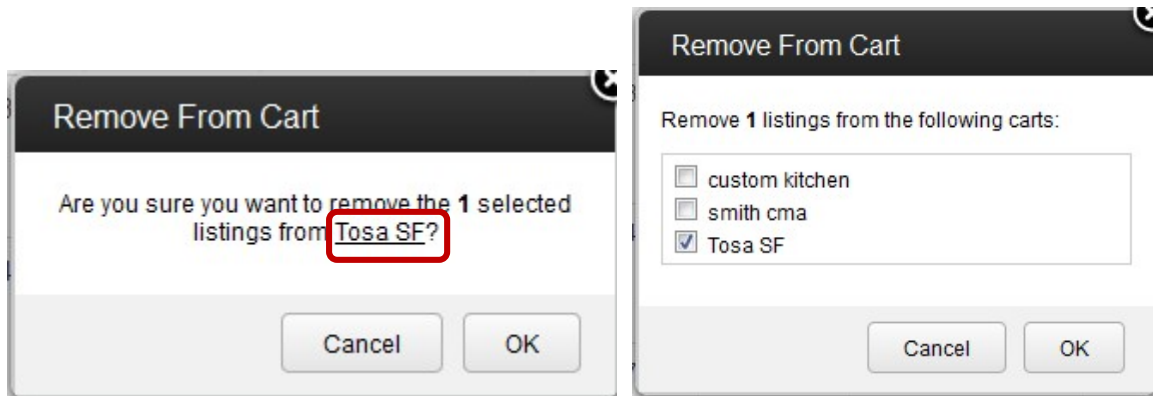 Remove From Cart
Are you sure you want to remove the 1 selected
listings from Tosa SF?
Cancel
OK
Remove From Cart
Remove 1 listings from the following carts:
custom kitchen
smith cma
Tosa SF
Cancel
OK